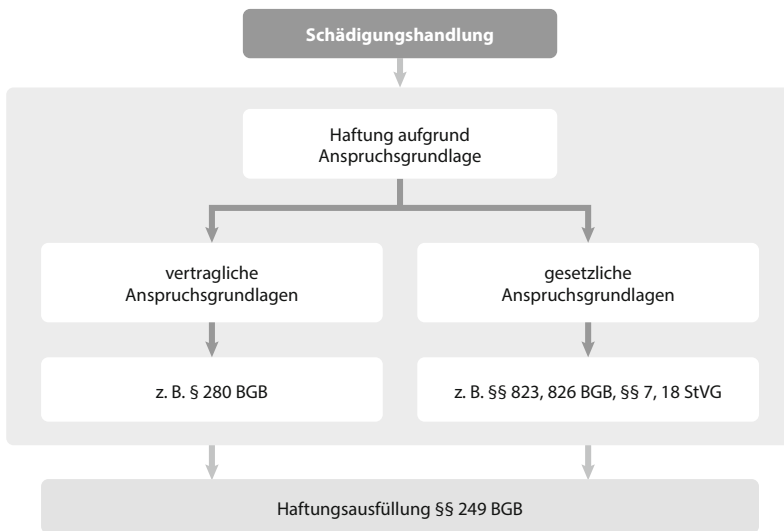 Schädigungshandlung
Haftung aufgrund
Anspruchsgrundlage
vertragliche
Anspruchsgrundlagen
gesetzliche
Anspruchsgrundlagen
z. B. § 280 BGB
z. B. §§ 823, 826 BGB, §§ 7, 18 StVG
Haftungsausfüllung §§ 249 BGB